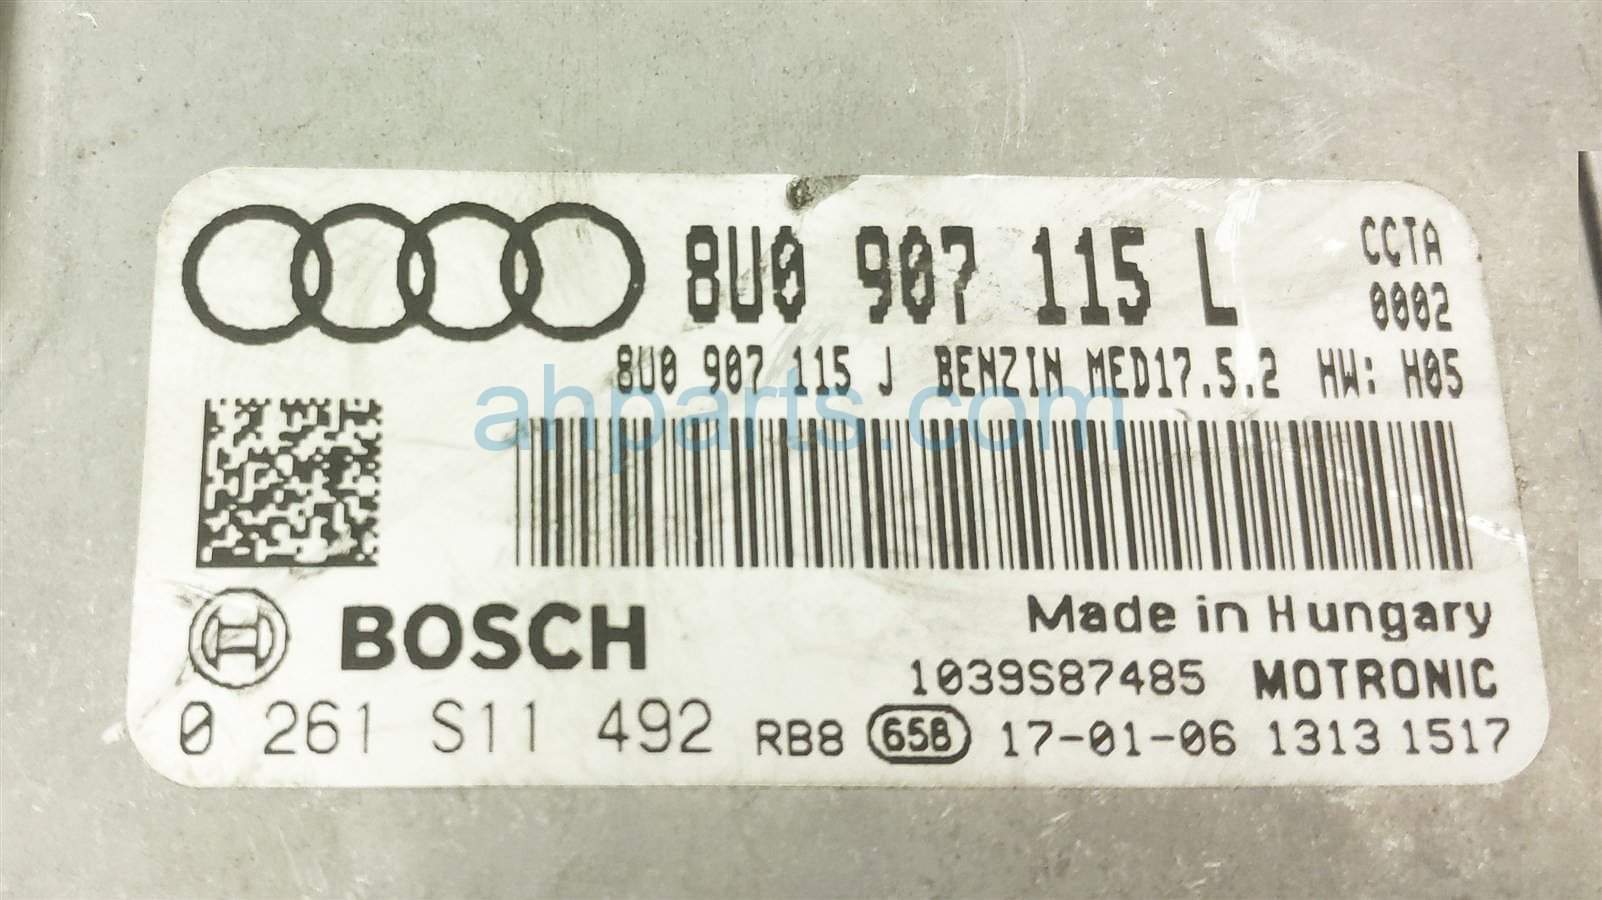 8U0 907 115 L
CCTA
0002
8U0 907 115 J BENZIN MED17.5.2 HW: H05
ahparts.com
BOSCH
Made in Hungary
1039S87485 MOTRONIC
0 261 S11 492 RB8 658 17-01-06 1313 1517